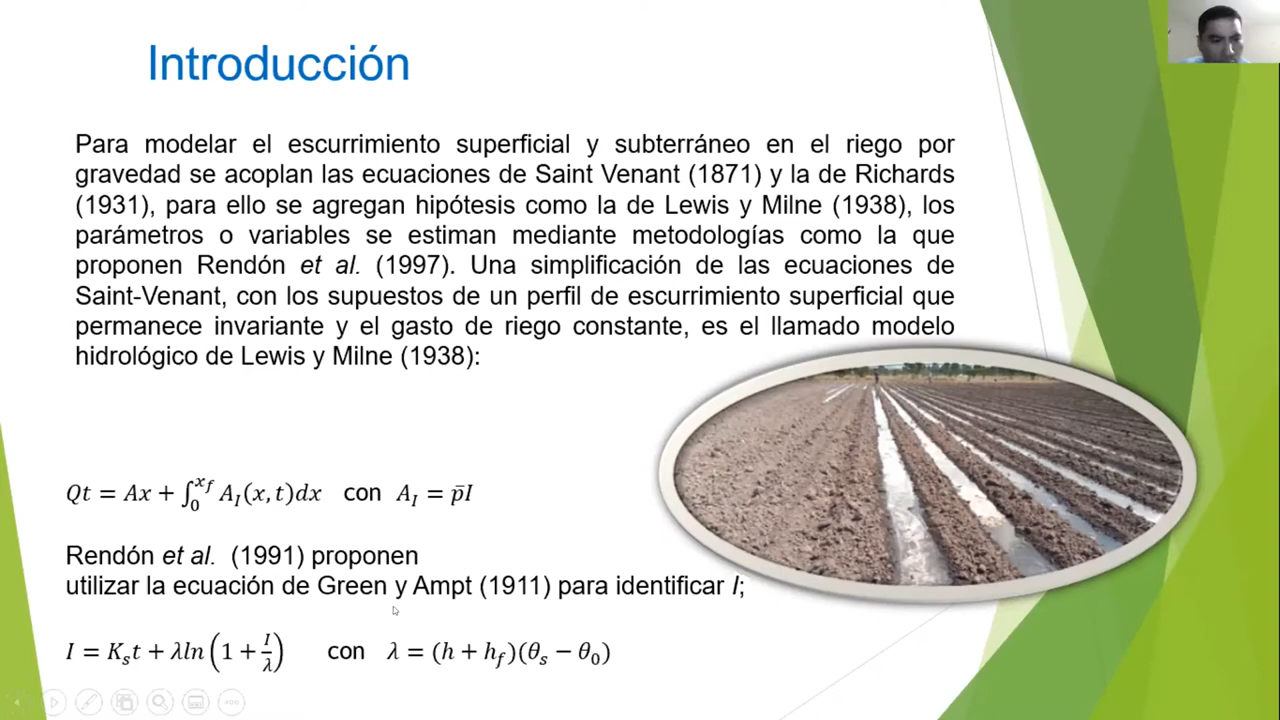 Introducción
Para modelar el escurrimiento superficial y subterráneo en el riego por
gravedad se acoplan las ecuaciones de Saint Venant (1871) y la de Richards
(1931), para ello se agregan hipótesis como la de Lewis y Milne (1938), los
parámetros o variables se estiman mediante metodologías como la que
proponen Rendón et al. (1997). Una simplificación de las ecuaciones de
Saint-Venant, con los supuestos de un perfil de escurrimiento superficial que
permanece invariante y el gasto de riego constante, es el llamado modelo
hidrológico de Lewis y Milne (1938):
Qt = Ax + ∫₀^{x_f} A_I(x, t)dx con A_I = p̄I
Rendón et al. (1991) proponen
utilizar la ecuación de Green y Ampt (1911) para identificar I;
I = K_s t + λln(1 + I/λ) con λ = (h + h_f)(θ_s − θ_0)